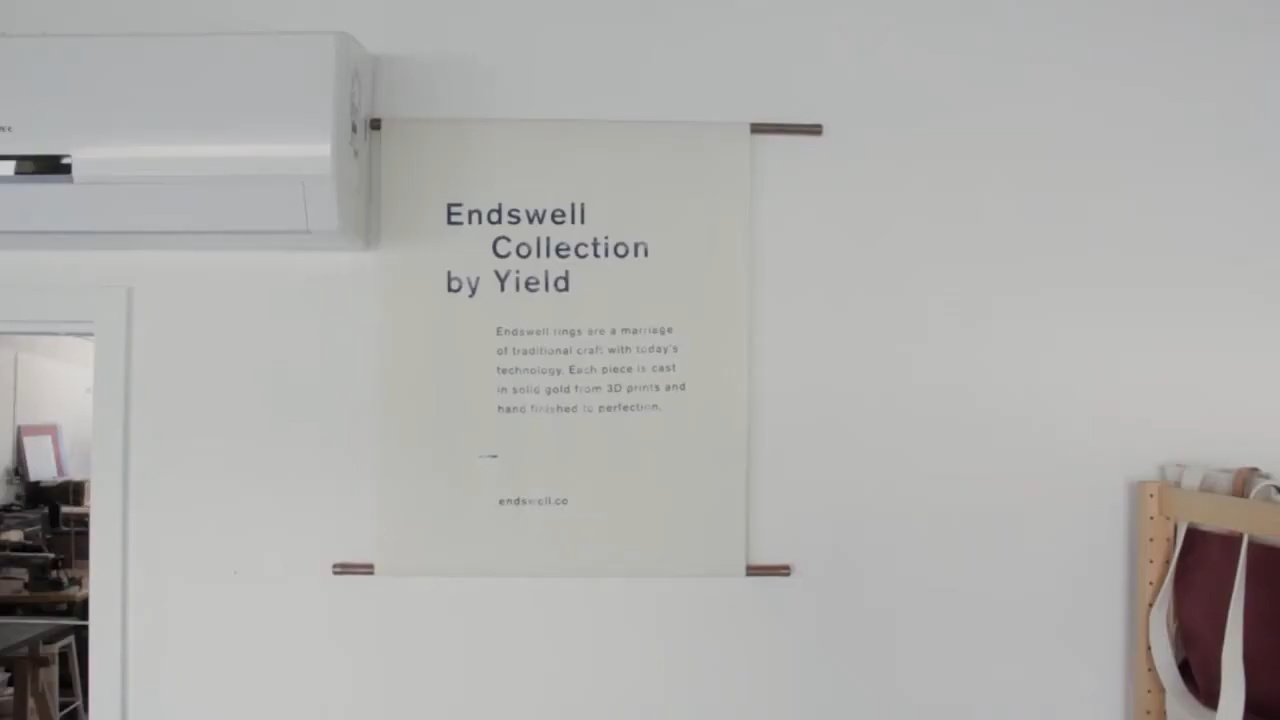 Endswell
Collection
by Yield
Endswell rings are a marriage
of traditional craft with today's
technology. Each piece is cast
in solid gold from 3D prints and
hand finished to perfection.
endswell.co